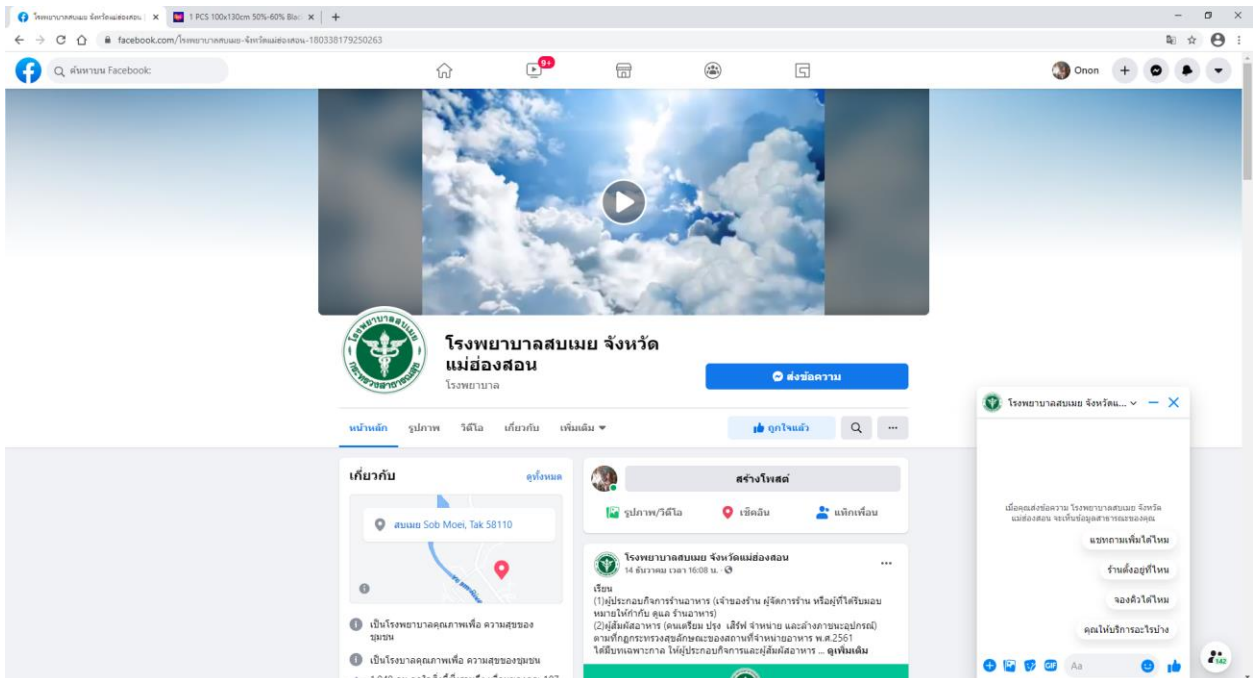 โรงพยาบาลสบเมย จังหวัดแม่ฮ่องสอน |
1 PCS 100x130cm 50%-60% Blac
facebook.com/โรงพยาบาลสบเมย-จังหวัดแม่ฮ่องสอน-180338179250263
ค้นหาบน Facebook:
9+
Onon
โรงพยาบาลสบเมย
กระทรวงสาธารณสุข
โรงพยาบาลสบเมย จังหวัด
แม่ฮ่องสอน
โรงพยาบาล
ส่งข้อความ
หน้าหลัก
รูปภาพ
วิดีโอ
เกี่ยวกับ
เพิ่มเติม
ถูกใจแล้ว
เกี่ยวกับ
ดูทั้งหมด
สบเมย Sob Moei, Tak 58110
เป็นโรงพยาบาลคุณภาพเพื่อ ความสุขของ
ชุมชน
เป็นโรงบาลคุณภาพเพื่อ ความสุขของชุมชน
สร้างโพสต์
รูปภาพ/วิดีโอ
เช็คอิน
แท็กเพื่อน
โรงพยาบาลสบเมย จังหวัดแม่ฮ่องสอน
14 ธันวาคม เวลา 16:08 น.
เรียน
(1)ผู้ประกอบกิจการร้านอาหาร (เจ้าของร้าน ผู้จัดการร้าน หรือผู้ที่ได้รับมอบ
หมายให้กำกับ ดูแล ร้านอาหาร)
(2)ผู้สัมผัสอาหาร (คนเตรียม ปรุง เสิร์ฟ จำหน่าย และล้างภาชนะอุปกรณ์)
ตามที่กฎกระทรวงสุขลักษณะของสถานที่จำหน่ายอาหาร พ.ศ.2561
ได้มีบทเฉพาะกาล ให้ผู้ประกอบกิจการและผู้สัมผัสอาหาร ... ดูเพิ่มเติม
โรงพยาบาลสบเมย จังหวัดแ...
เมื่อคุณส่งข้อความ โรงพยาบาลสบเมย จังหวัด
แม่ฮ่องสอน จะเห็นข้อมูลสาธารณะของคุณ
แชทถามเพิ่มได้ไหม
ร้านตั้งอยู่ที่ไหน
จองคิวได้ไหม
คุณให้บริการอะไรบ้าง
GIF
Aa
142